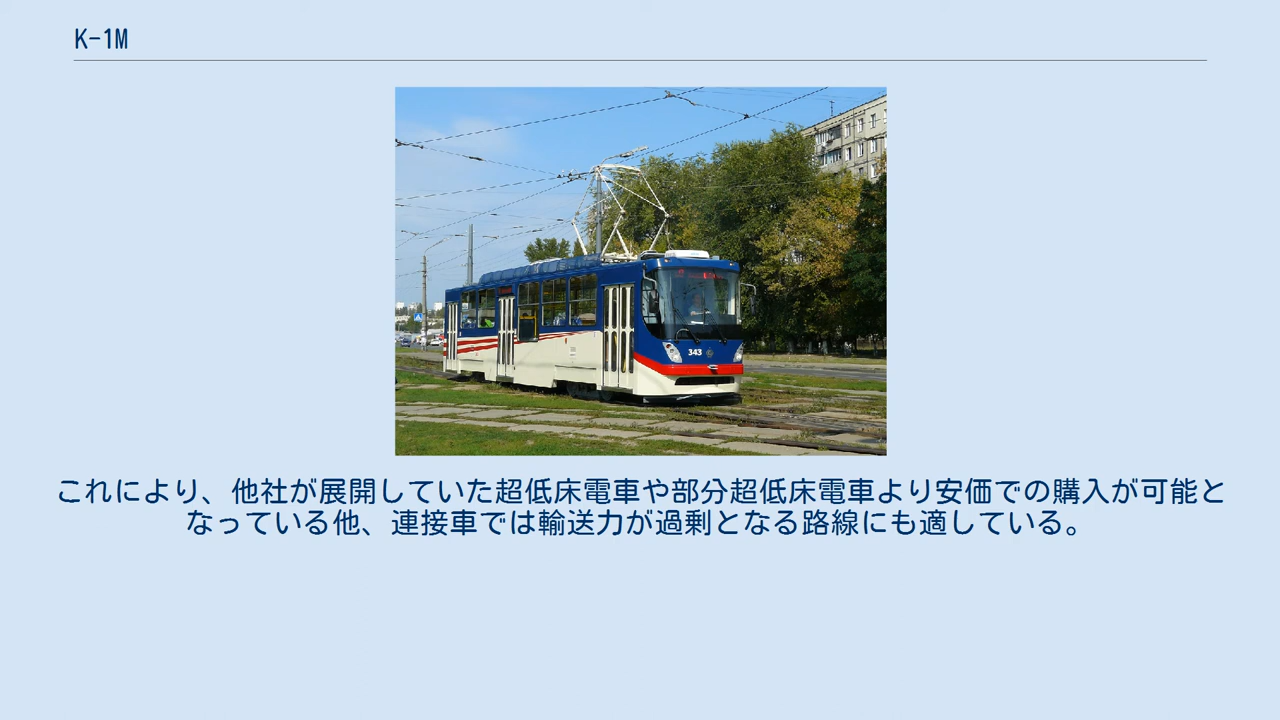 K-1M
343
これにより、他社が展開していた超低床電車や部分超低床電車より安価での購入が可能と
なっている他、連接車では輸送力が過剰となる路線にも適している。